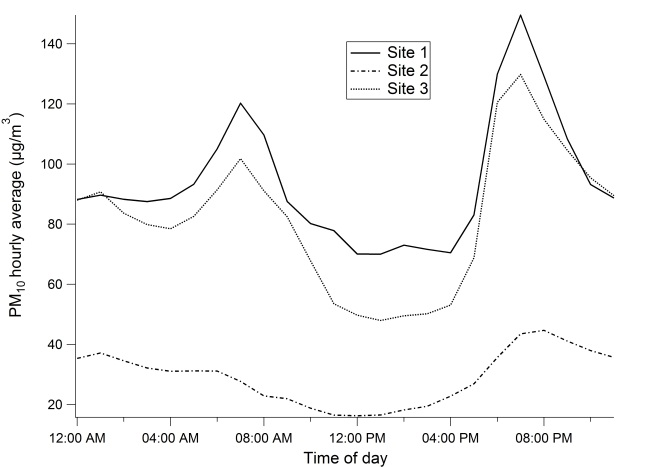 140
120
100
80
60
40
20
PM10 hourly average (µg/m3)
Site 1
Site 2
Site 3
12:00 AM 04:00 AM 08:00 AM 12:00 PM 04:00 PM 08:00 PM
Time of day